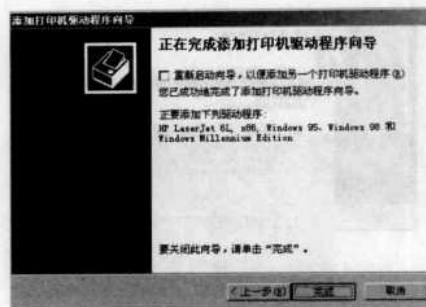 添加打印机驱动程序向导
正在完成添加打印机驱动程序向导
重新启动向导，以便添加另一个打印机驱动程序(R)
您已成功地完成了添加打印机驱动程序向导。
正要添加下列驱动程序:
HP LaserJet 6L, x86, Windows 95、Windows 98 和
Windows Millennium Edition
要关闭此向导，请单击“完成”。
< 上一步(B)
完成
取消